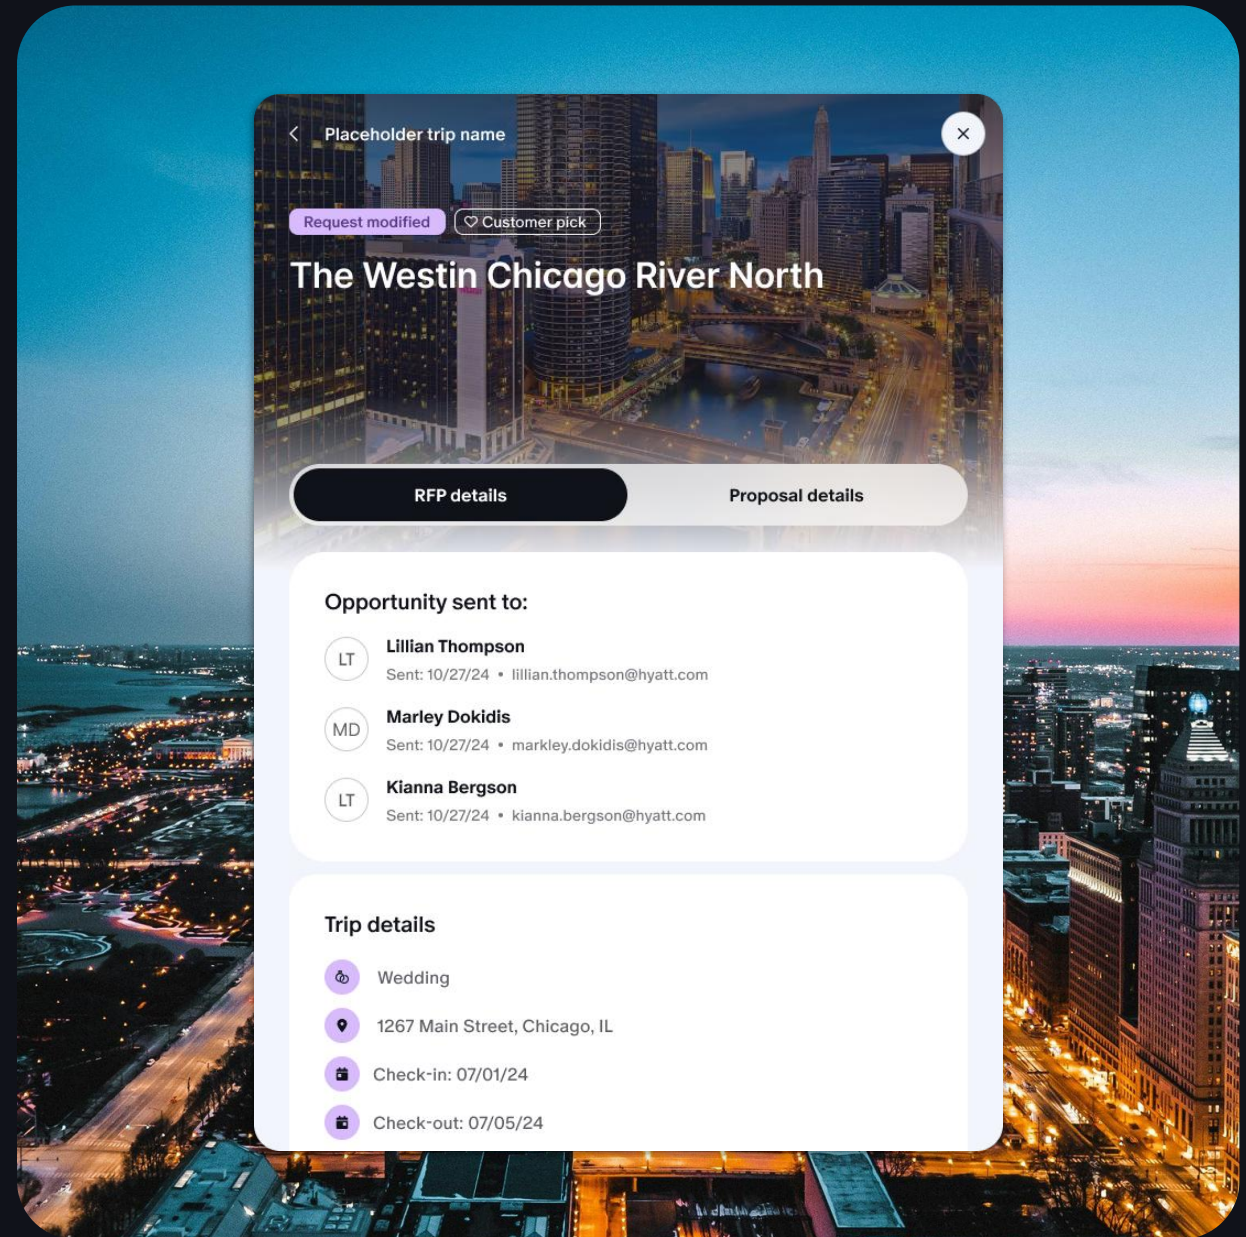 Placeholder trip name
Request modified
Customer pick
The Westin Chicago River North
RFP details
Proposal details
Opportunity sent to:
LT
Lillian Thompson
Sent: 10/27/24 • lillian.thompson@hyatt.com
MD
Marley Dokidis
Sent: 10/27/24 • markley.dokidis@hyatt.com
LT
Kianna Bergson
Sent: 10/27/24 • kianna.bergson@hyatt.com
Trip details
Wedding
1267 Main Street, Chicago, IL
Check-in: 07/01/24
Check-out: 07/05/24